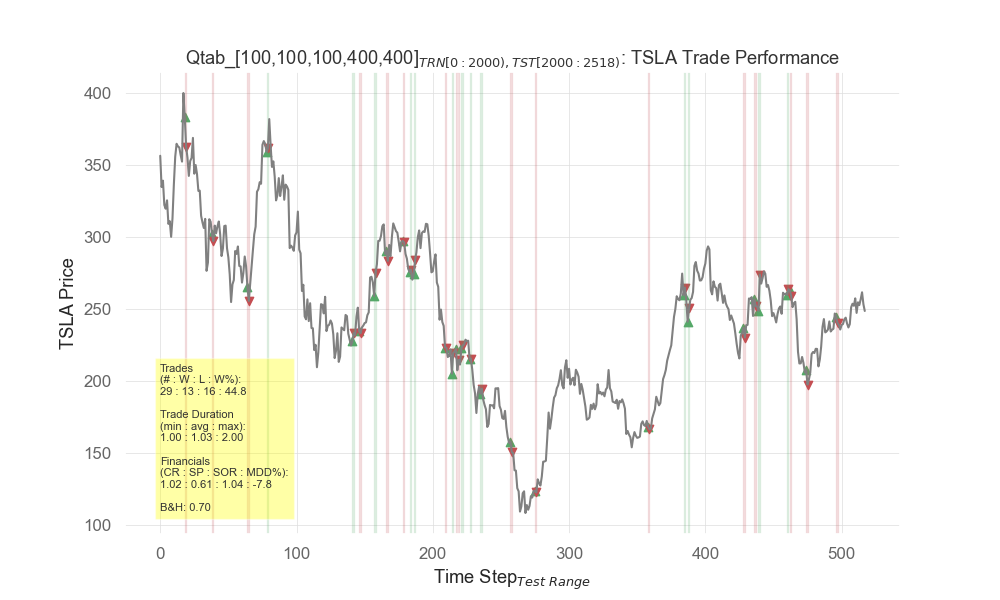 Qtab_[100,100,100,400,400]TRN[0 : 2000), TST[2000 : 2518): TSLA Trade Performance
TSLA Price
400
350
300
250
200
150
100
Trades
(# : W : L : W%):
29 : 13 : 16 : 44.8
Trade Duration
(min : avg : max):
1.00 : 1.03 : 2.00
Financials
(CR : SP : SOR : MDD%):
1.02 : 0.61 : 1.04 : -7.8
B&H: 0.70
0 100 200 300 400 500
Time StepTest Range